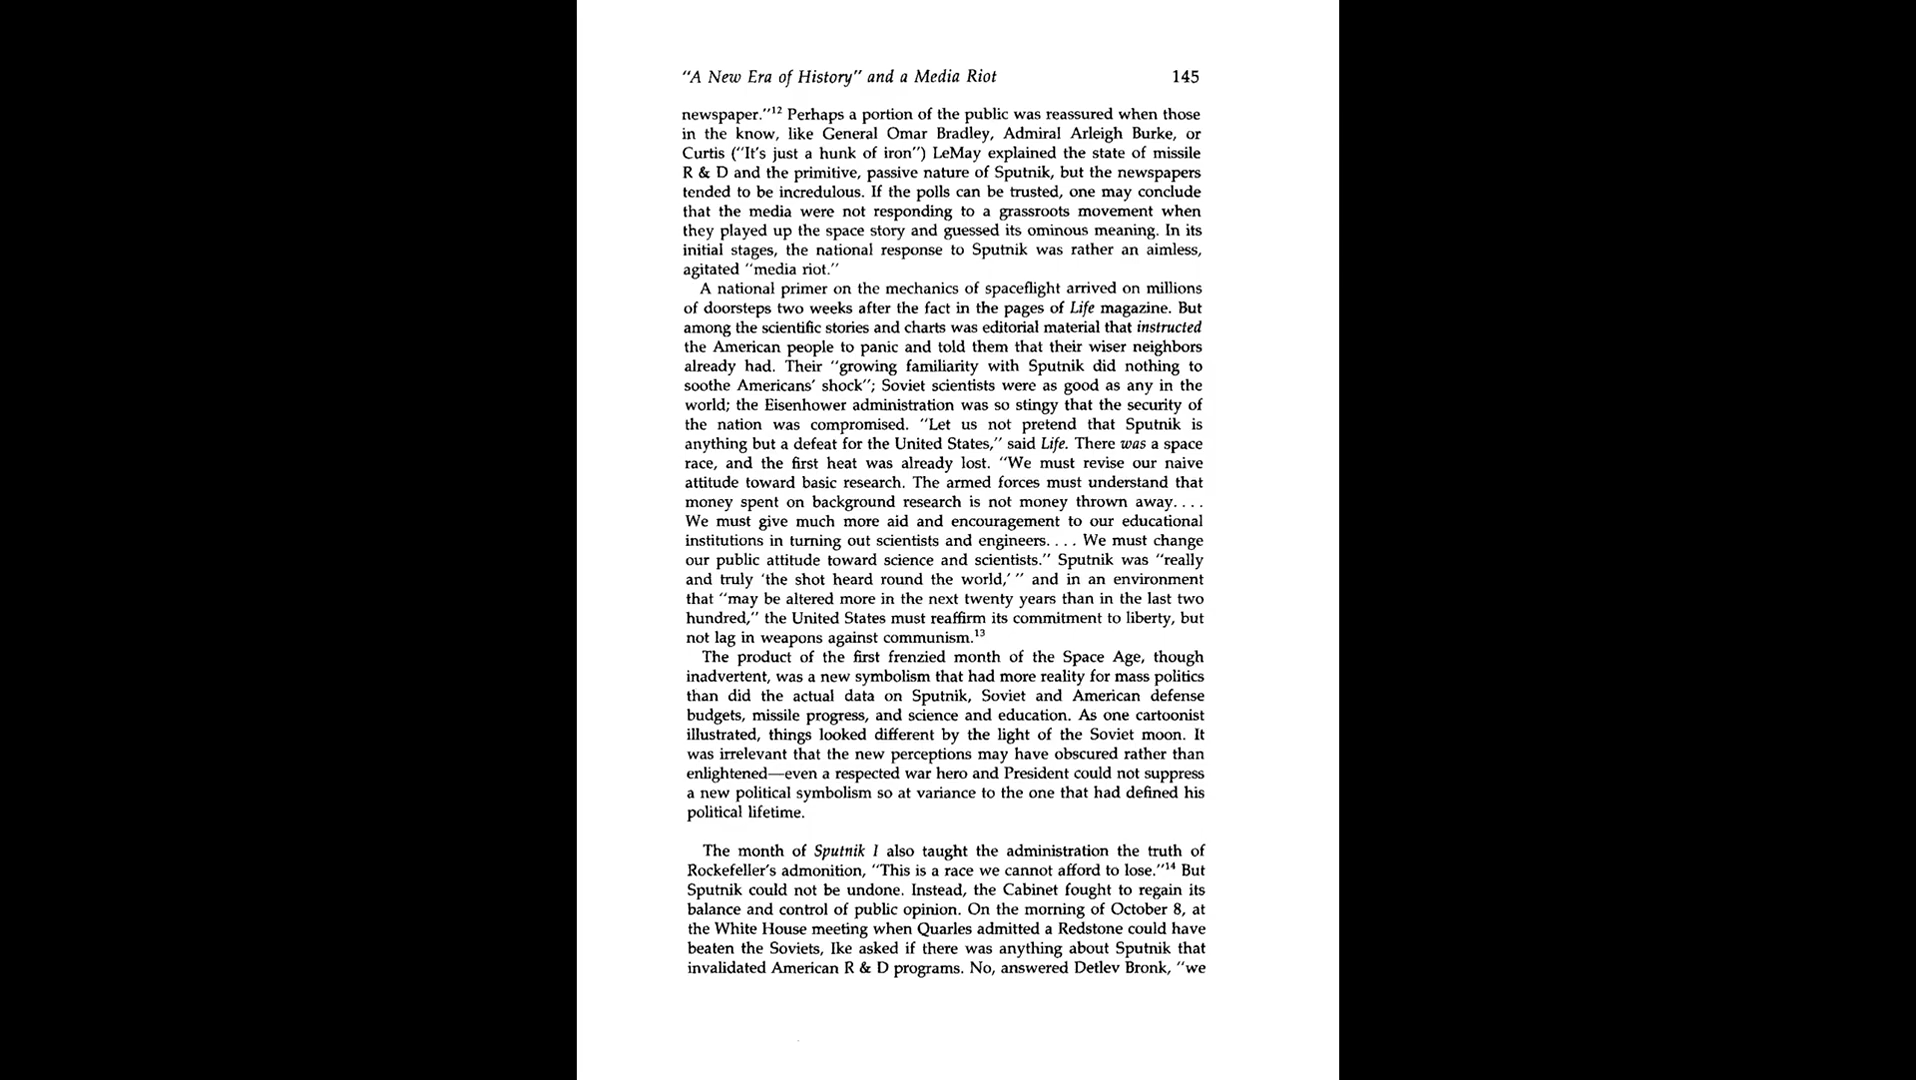 "A New Era of History" and a Media Riot 145
newspaper."12 Perhaps a portion of the public was reassured when those
in the know, like General Omar Bradley, Admiral Arleigh Burke, or
Curtis ("It's just a hunk of iron") LeMay explained the state of missile
R & D and the primitive, passive nature of Sputnik, but the newspapers
tended to be incredulous. If the polls can be trusted, one may conclude
that the media were not responding to a grassroots movement when
they played up the space story and guessed its ominous meaning. In its
initial stages, the national response to Sputnik was rather an aimless,
agitated "media riot."
A national primer on the mechanics of spaceflight arrived on millions
of doorsteps two weeks after the fact in the pages of Life magazine. But
among the scientific stories and charts was editorial material that instructed
the American people to panic and told them that their wiser neighbors
already had. Their "growing familiarity with Sputnik did nothing to
soothe Americans' shock"; Soviet scientists were as good as any in the
world; the Eisenhower administration was so stingy that the security of
the nation was compromised. "Let us not pretend that Sputnik is
anything but a defeat for the United States," said Life. There was a space
race, and the first heat was already lost. "We must revise our naive
attitude toward basic research. The armed forces must understand that
money spent on background research is not money thrown away. . . .
We must give much more aid and encouragement to our educational
institutions in turning out scientists and engineers. . . . We must change
our public attitude toward science and scientists." Sputnik was "really
and truly 'the shot heard round the world,' " and in an environment
that "may be altered more in the next twenty years than in the last two
hundred," the United States must reaffirm its commitment to liberty, but
not lag in weapons against communism.13
The product of the first frenzied month of the Space Age, though
inadvertent, was a new symbolism that had more reality for mass politics
than did the actual data on Sputnik, Soviet and American defense
budgets, missile progress, and science and education. As one cartoonist
illustrated, things looked different by the light of the Soviet moon. It
was irrelevant that the new perceptions may have obscured rather than
enlightened—even a respected war hero and President could not suppress
a new political symbolism so at variance to the one that had defined his
political lifetime.
The month of Sputnik I also taught the administration the truth of
Rockefeller's admonition, "This is a race we cannot afford to lose."14 But
Sputnik could not be undone. Instead, the Cabinet fought to regain its
balance and control of public opinion. On the morning of October 8, at
the White House meeting when Quarles admitted a Redstone could have
beaten the Soviets, Ike asked if there was anything about Sputnik that
invalidated American R & D programs. No, answered Detlev Bronk, "we